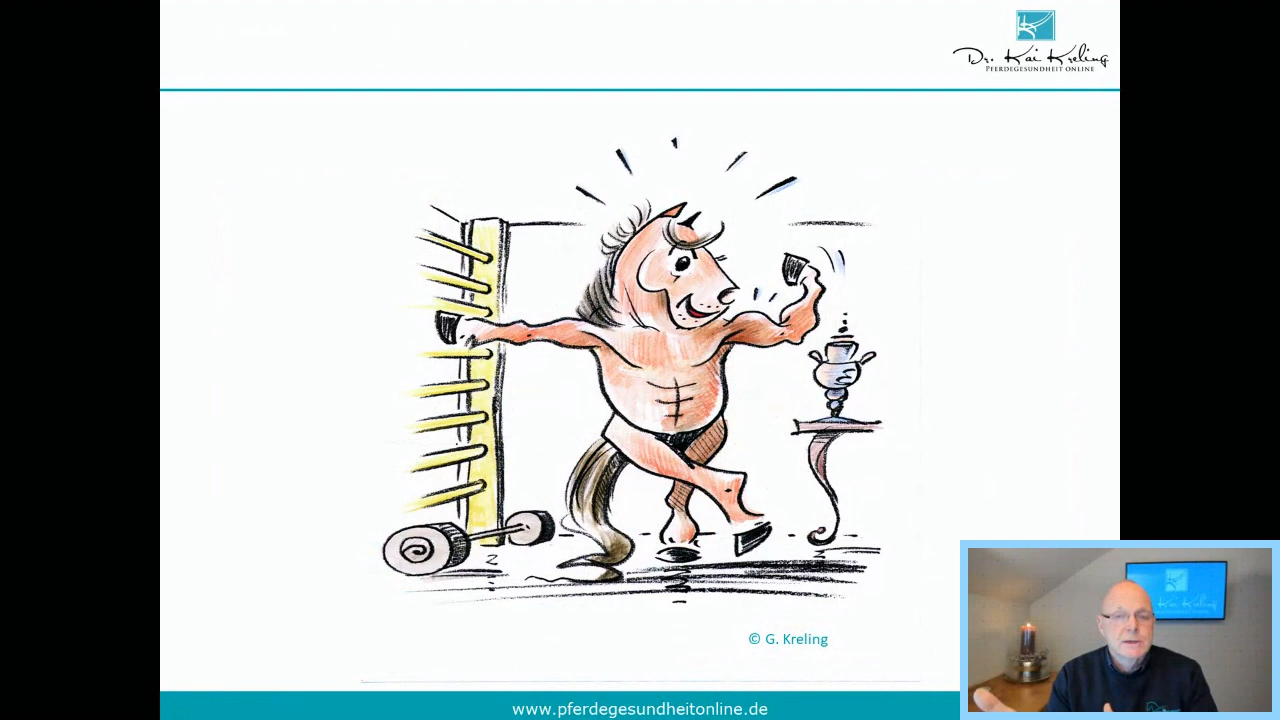 Dr. Kai Kreling
PFERDEGESUNDHEIT ONLINE
© G. Kreling
www.pferdegesundheitonline.de